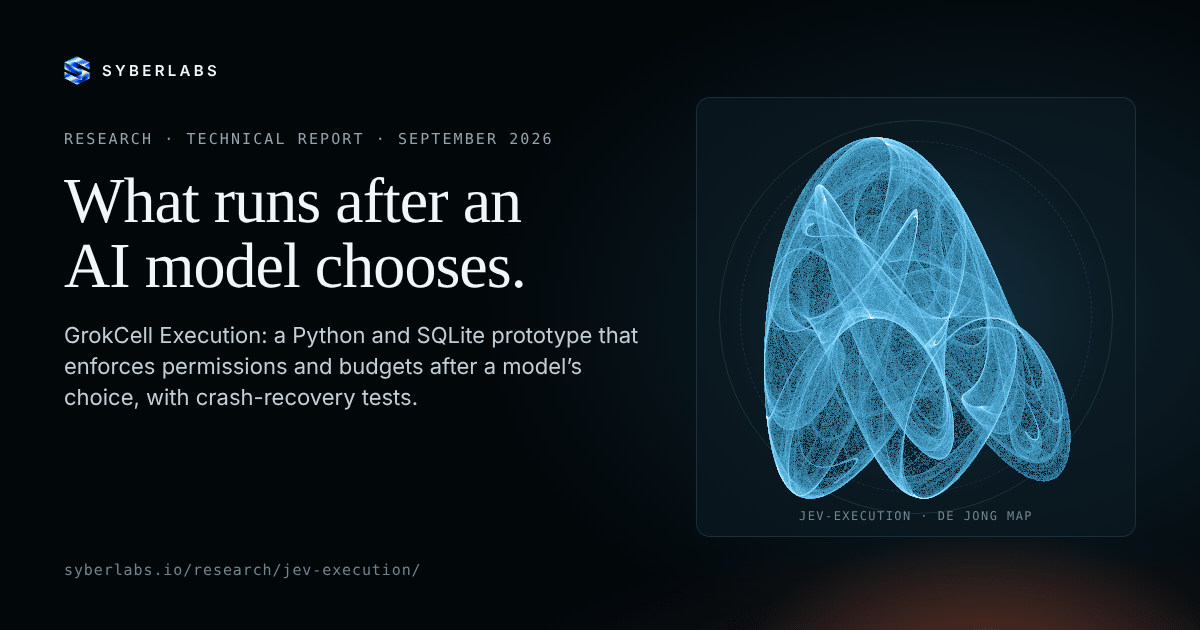 SYBERLABS
RESEARCH · TECHNICAL REPORT · SEPTEMBER 2026
What runs after an
AI model chooses.
GrokCell Execution: a Python and SQLite prototype that
enforces permissions and budgets after a model’s
choice, with crash-recovery tests.
JEV-EXECUTION · DE JONG MAP
syberlabs.io/research/jev-execution/